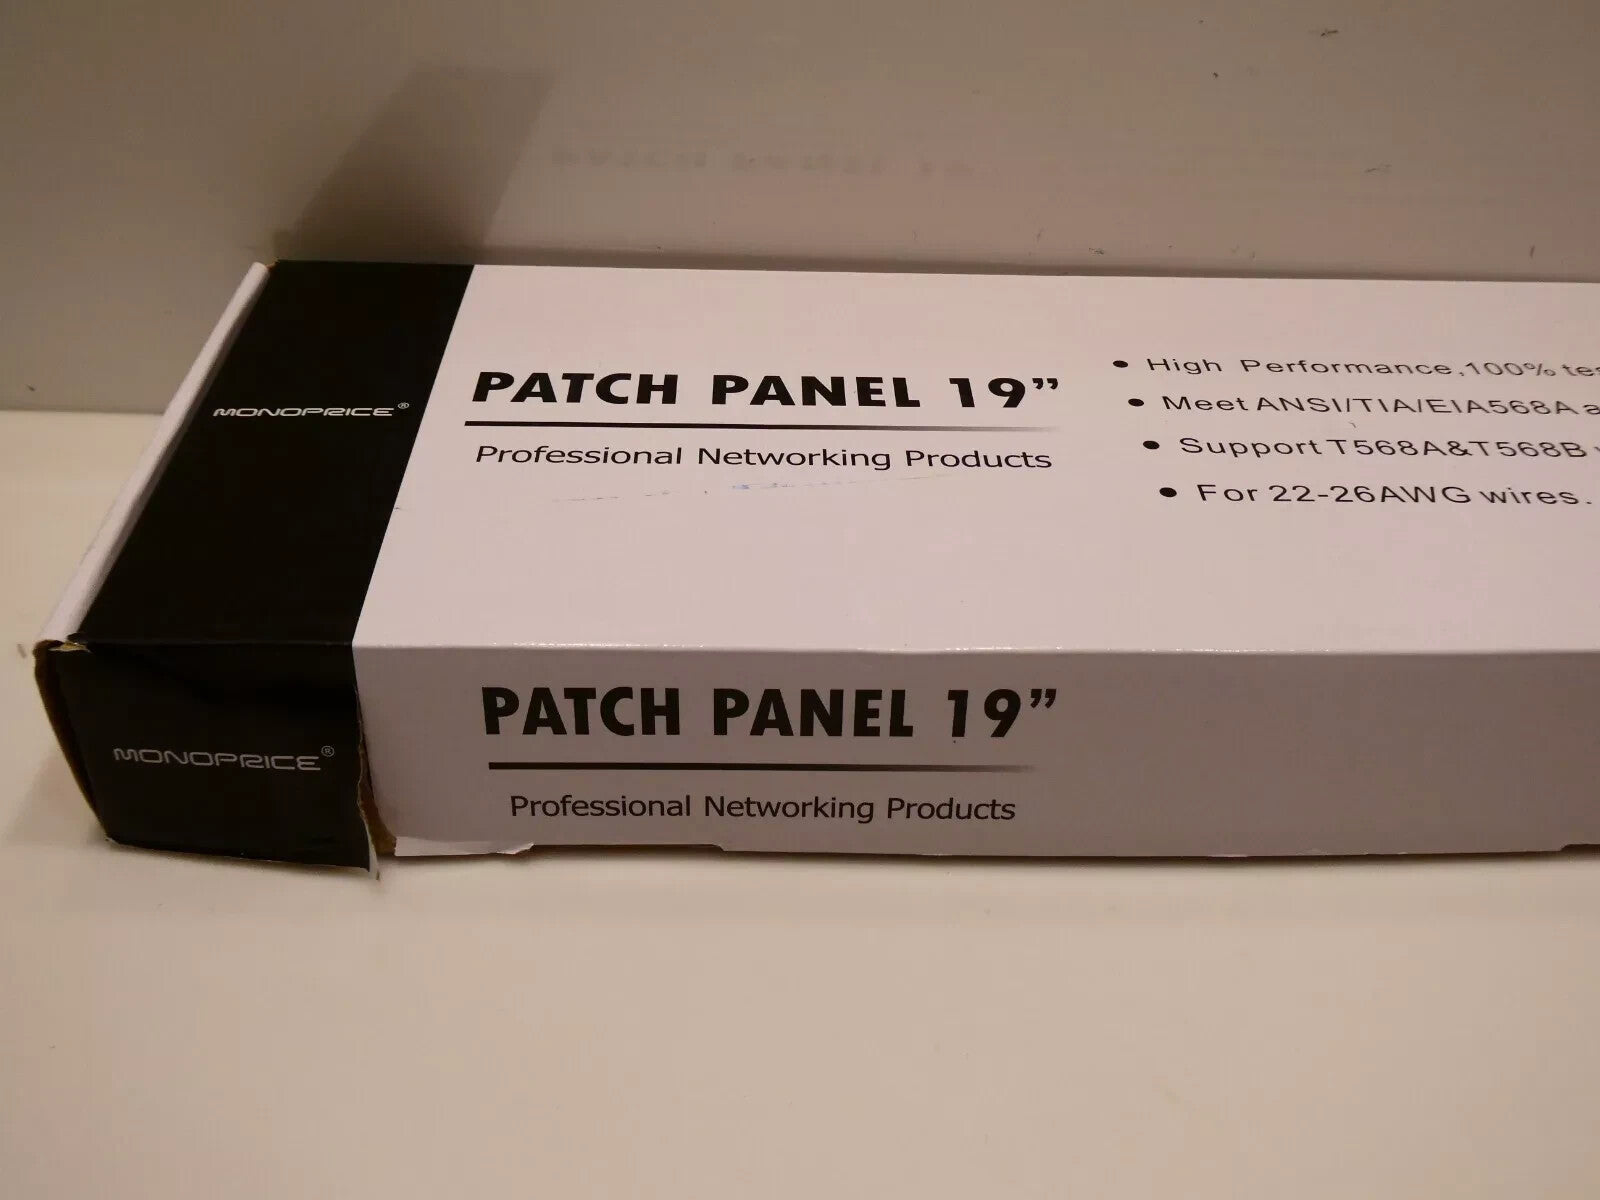 MONOPRICE®
PATCH PANEL 19”
Professional Networking Products
• High Performance,100%
• Meet ANSI/TIA/EIA568A
• Support T568A&T568B
• For 22-26AWG wires.
MONOPRICE®
PATCH PANEL 19”
Professional Networking Products